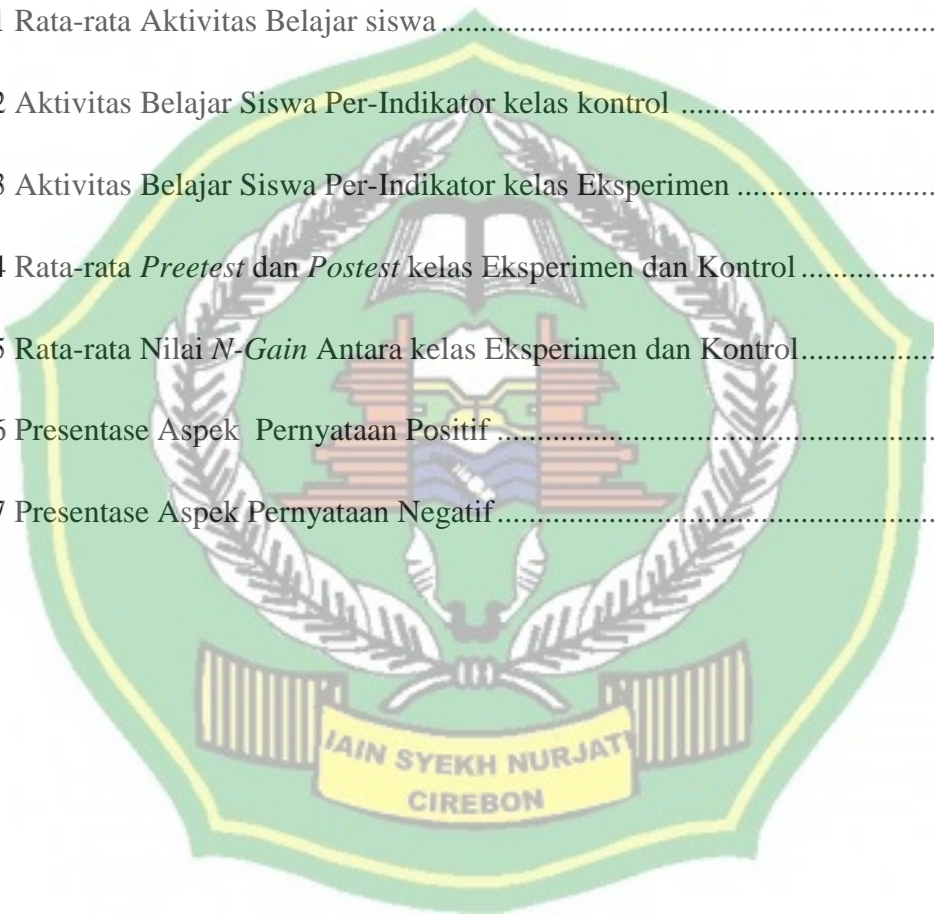 1 Rata-rata Aktivitas Belajar siswa ..........................................................
2 Aktivitas Belajar Siswa Per-Indikator kelas kontrol ..............................
3 Aktivitas Belajar Siswa Per-Indikator kelas Eksperimen ........................
4 Rata-rata Preetest dan Postest kelas Eksperimen dan Kontrol ................
5 Rata-rata Nilai N-Gain Antara kelas Eksperimen dan Kontrol................
6 Presentase Aspek Pernyataan Positif ....................................................
7 Presentase Aspek Pernyataan Negatif....................................................
IAIN SYEKH NURJATI
CIREBON